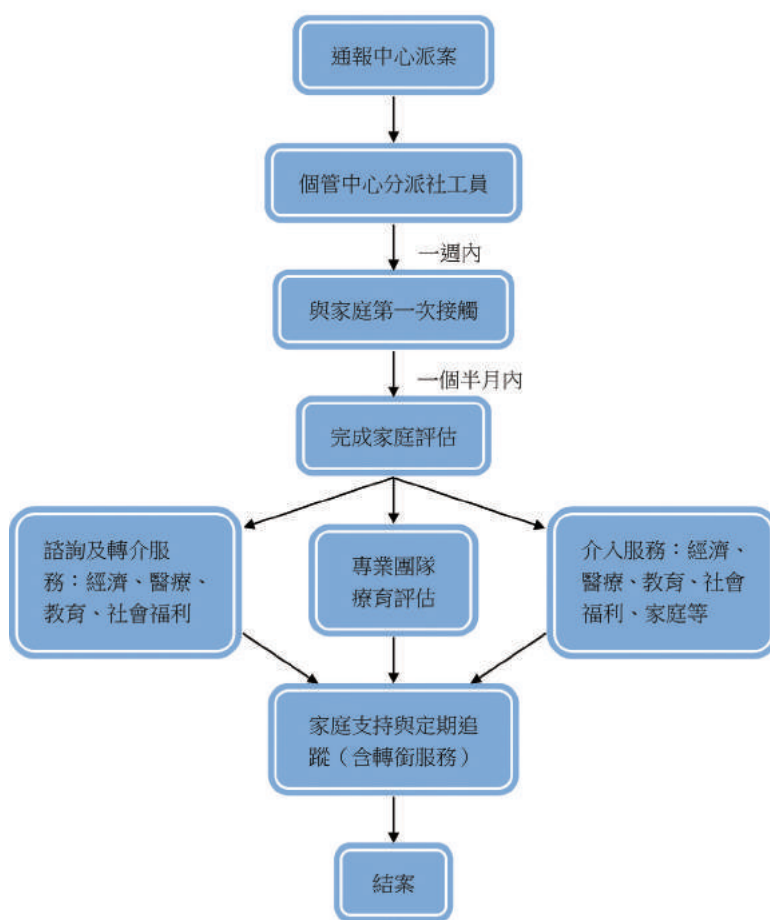 通報中心派案
個管中心分派社工員
一週內
與家庭第一次接觸
一個半月內
完成家庭評估
諮詢及轉介服
務：經濟、醫療、
教育、社會福利
專業團隊
療育評估
介入服務：經濟、
醫療、教育、社會
福利、家庭等
家庭支持與定期追
蹤（含轉銜服務）
結案